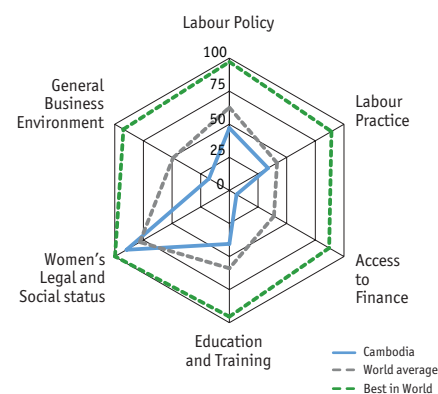 Labour Policy
100
75
50
25
0
General
Business
Environment
Labour
Practice
Women's
Legal and
Social status
Access
to
Finance
Education
and Training
Cambodia
World average
Best in World